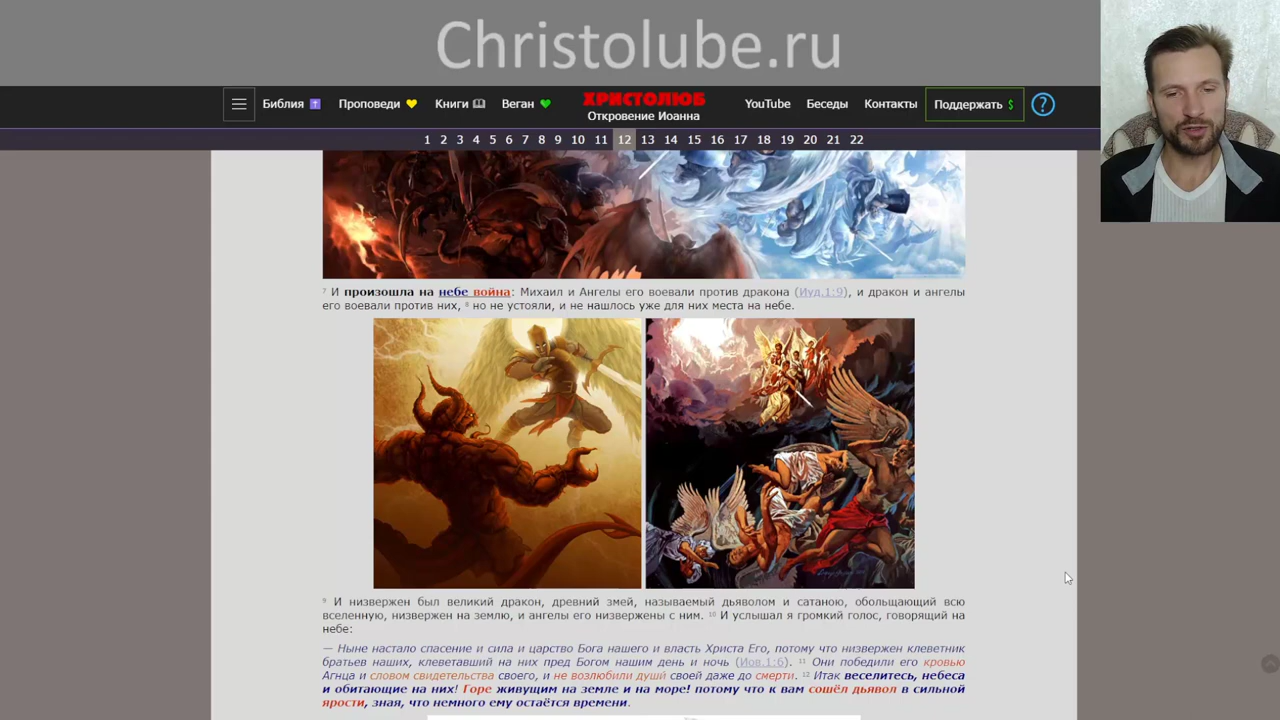 Christolube.ru
Библия Проповеди Книги Веган ХРИСТОЛЮБ YouTube Беседы Контакты Поддержать $ ?
Откровение Иоанна
1 2 3 4 5 6 7 8 9 10 11 12 13 14 15 16 17 18 19 20 21 22
7 И произошла на небе война: Михаил и Ангелы его воевали против дракона (Иуд.1:9), и дракон и ангелы
его воевали против них, 8 но не устояли, и не нашлось уже для них места на небе.
9 И низвержен был великий дракон, древний змей, называемый дьяволом и сатаною, обольщающий всю
вселенную, низвержен на землю, и ангелы его низвержены с ним. 10 И услышал я громкий голос, говорящий на
небе:
— Ныне настало спасение и сила и царство Бога нашего и власть Христа Его́, потому что низвержен клеветник
братьев наших, клеветавший на них пред Богом нашим день и ночь (Иов.1:6). 11 Они победили его кровью
Агнца и словом свидетельства своего, и не возлюбили души́ своей даже до смерти. 12 Итак веселитесь, небеса
и обитающие на них! Горе живущим на земле и на море! потому что к вам сошёл дьявол в сильной
ярости, зная, что немного ему остаётся времени.